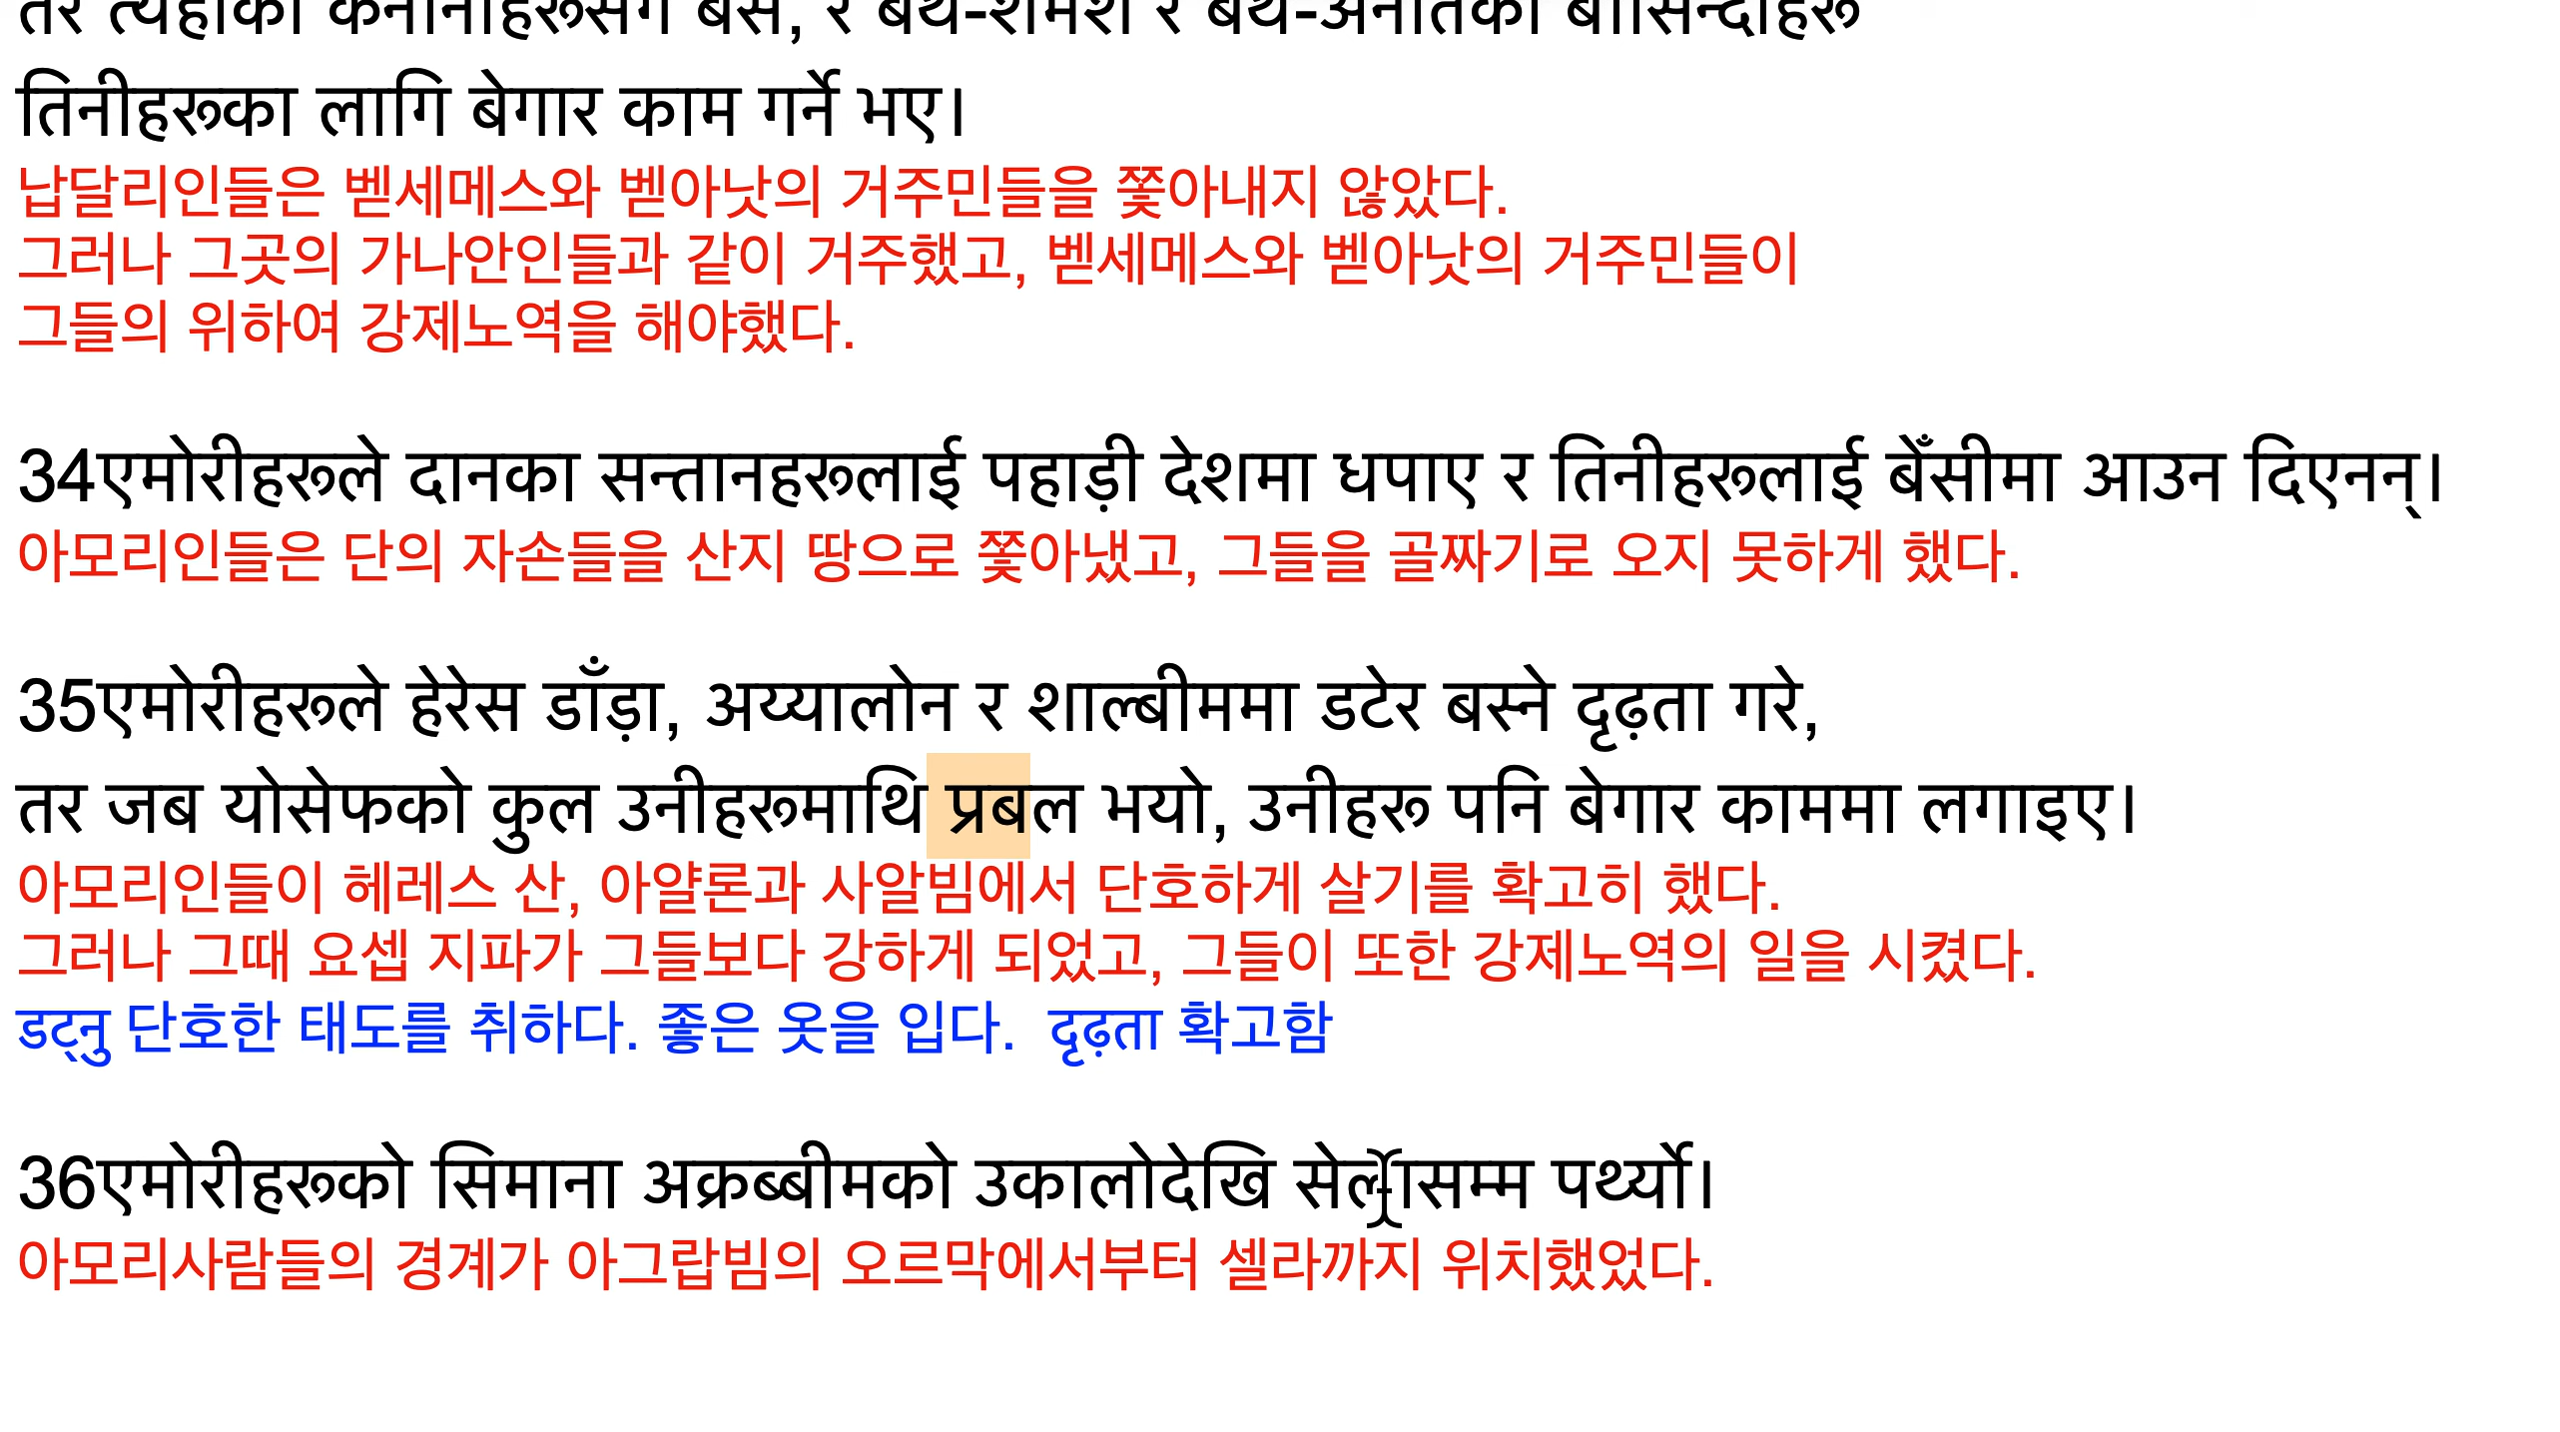 तर त्यहाँका कनानीहरूसँग बसे, र बेथ-शेमेश र बेथ-अनातका बासिन्दाहरू
तिनीहरूका लागि बेगार काम गर्ने भए।
납달리인들은 벧세메스와 벧아낫의 거주민들을 쫓아내지 않았다.
그러나 그곳의 가나안인들과 같이 거주했고, 벧세메스와 벧아낫의 거주민들이
그들의 위하여 강제노역을 해야했다.
34एमोरीहरूले दानका सन्तानहरूलाई पहाड़ी देशमा धपाए र तिनीहरूलाई बेँसीमा आउन दिएनन्।
아모리인들은 단의 자손들을 산지 땅으로 쫓아냈고, 그들을 골짜기로 오지 못하게 했다.
35एमोरीहरूले हेरेस डाँड़ा, अय्यालोन र शाल्बीममा डटेर बस्ने दृढ़ता गरे,
तर जब योसेफको कुल उनीहरूमाथि प्रबल भयो, उनीहरू पनि बेगार काममा लगाइए।
아모리인들이 헤레스 산, 아얄론과 사알빔에서 단호하게 살기를 확고히 했다.
그러나 그때 요셉 지파가 그들보다 강하게 되었고, 그들이 또한 강제노역의 일을 시켰다.
डट्नु 단호한 태도를 취하다. 좋은 옷을 입다. दृढ़ता 확고함
36एमोरीहरूको सिमाना अक्रब्बीमको उकालोदेखि सेलासम्म पर्थ्यो।
아모리사람들의 경계가 아그랍빔의 오르막에서부터 셀라까지 위치했었다.